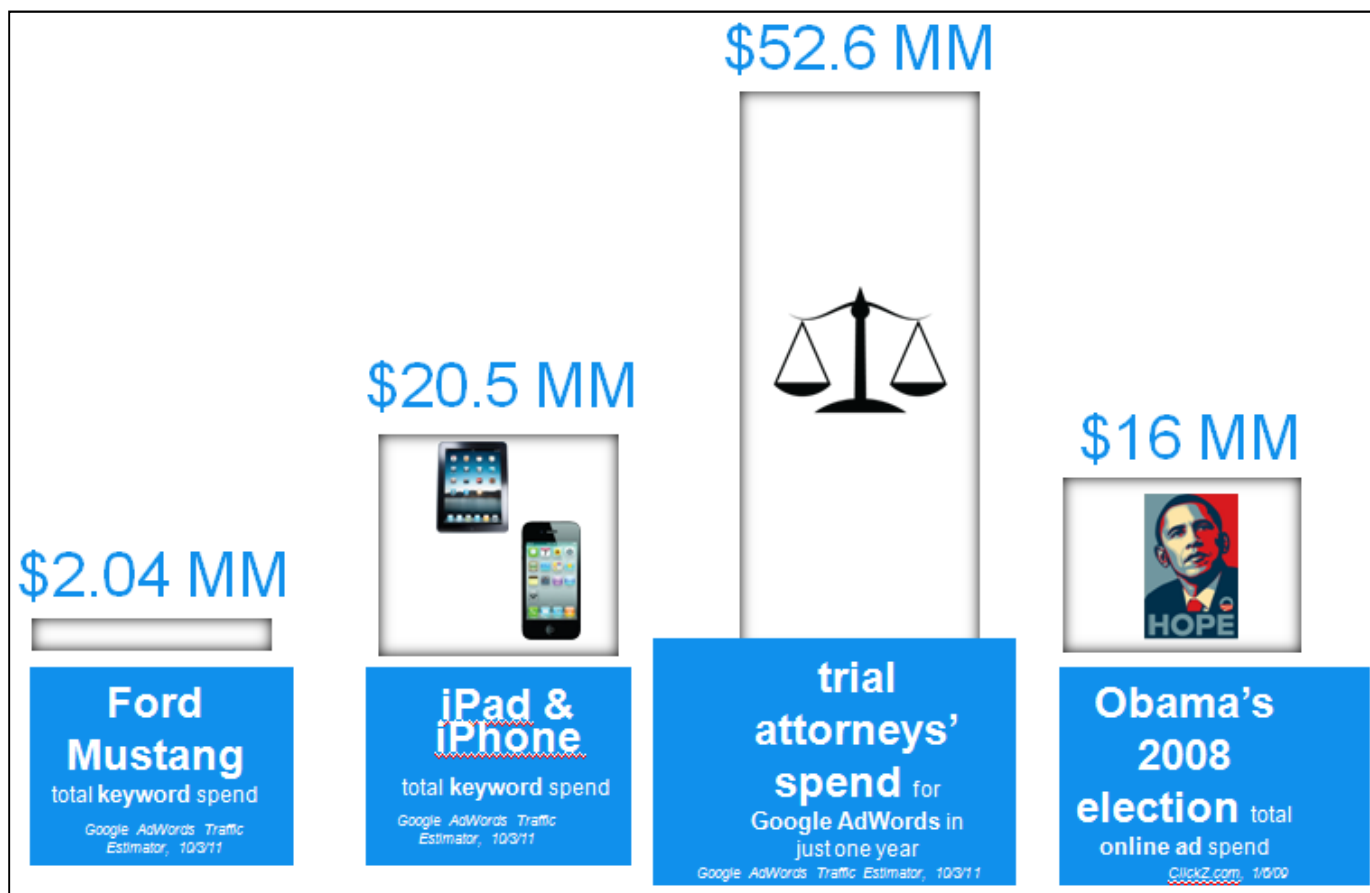 $52.6 MM
$20.5 MM
$16 MM
$2.04 MM
HOPE
Ford
Mustang
total keyword spend
Google AdWords Traffic
Estimator, 10/3/11
iPad &
iPhone
total keyword spend
Google AdWords Traffic
Estimator, 10/3/11
trial
attorneys’
spend for
Google AdWords in
just one year
Google AdWords Traffic Estimator, 10/3/11
Obama’s
2008
election total
online ad spend
ClickZ.com, 1/6/09